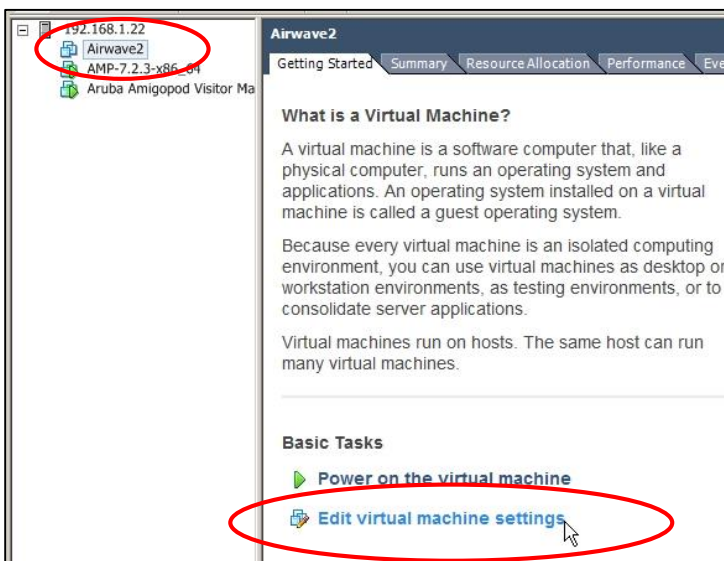 192.168.1.22
Airwave2
AMP-7.2.3-x86_64
Aruba Amigopod Visitor Ma
Airwave2
Getting Started Summary Resource Allocation Performance Eve
What is a Virtual Machine?
A virtual machine is a software computer that, like a
physical computer, runs an operating system and
applications. An operating system installed on a virtual
machine is called a guest operating system.
Because every virtual machine is an isolated computing
environment, you can use virtual machines as desktop or
workstation environments, as testing environments, or to
consolidate server applications.
Virtual machines run on hosts. The same host can run
many virtual machines.
Basic Tasks
Power on the virtual machine
Edit virtual machine settings